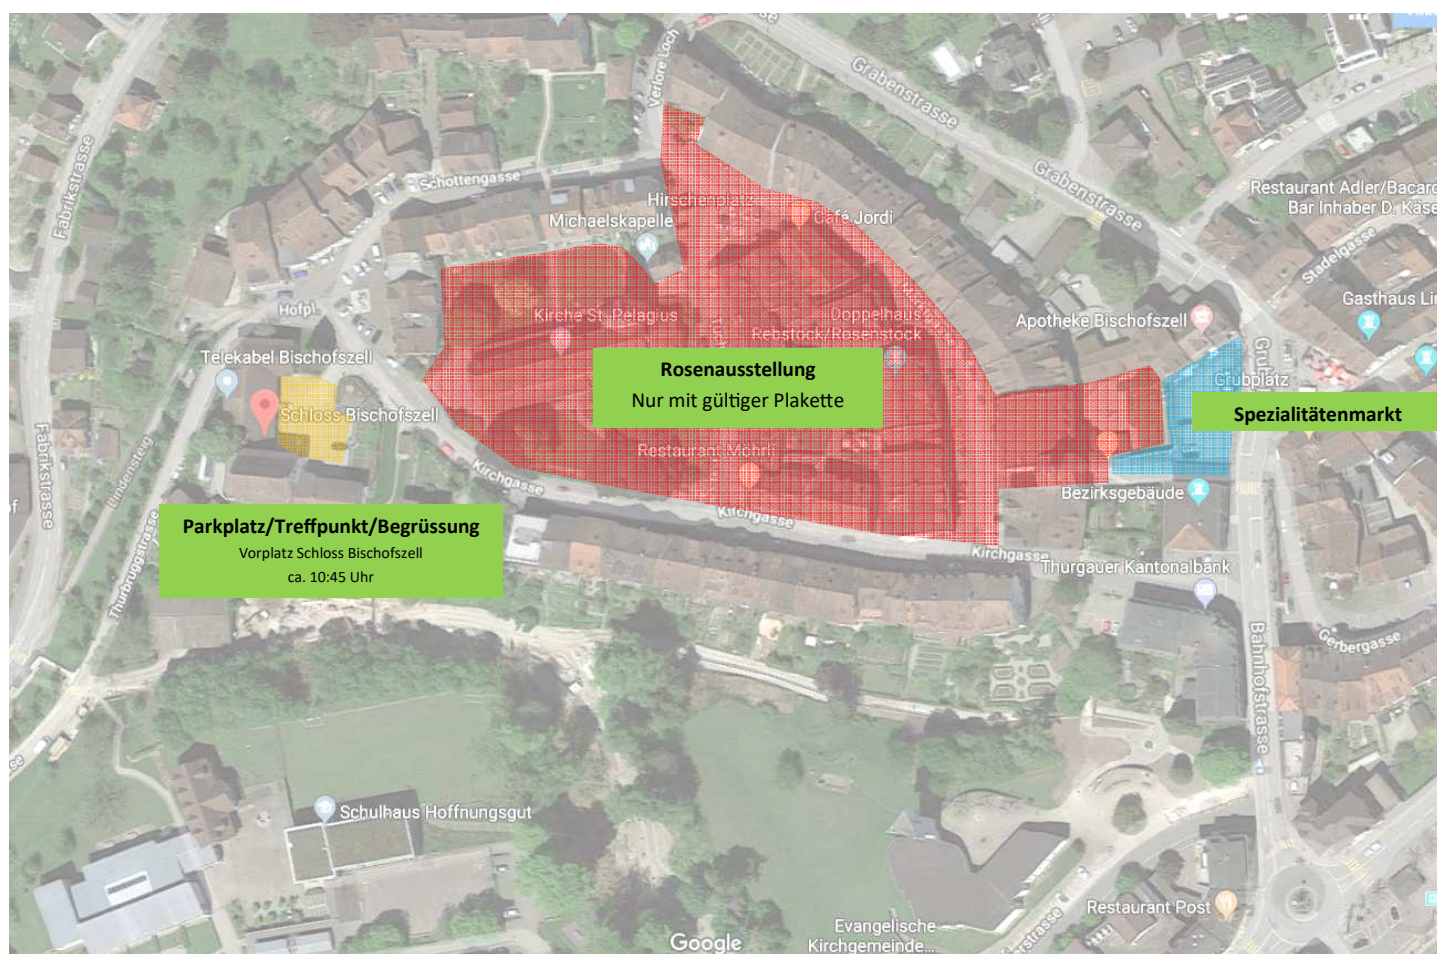 Verlore Loch
Grabenstrasse
Fabrikstrasse
Schottengasse
Grabenstrasse
Restaurant Adler/Bacard
Bar Inhaber D. Käse
Hirschenplatz
Michaelskapelle
Café Jordi
Stadelgasse
Gasthaus Lin
Hofpl.
Kirche St. Pelagius
Doppelhaus
Rebstock/Rosenstock
Apotheke Bischofszell
Telekabel Bischofszell
Grubplatz
Rosenausstellung
Nur mit gültiger Plakette
Schloss Bischofszell
Spezialitätenmarkt
Restaurant Möhrli
Fabrikstrasse
Lindensteig
Kirchgasse
Bezirksgebäude
Kirchgasse
Parkplatz/Treffpunkt/Begrüssung
Vorplatz Schloss Bischofszell
ca. 10:45 Uhr
Thurbruggstrasse
Kirchgasse
Thurgauer Kantonalbank
Gerbergasse
Bahnhofstrasse
Schulhaus Hoffnungsgut
Restaurant Post
Evangelische
Kirchgemeinde...
Google